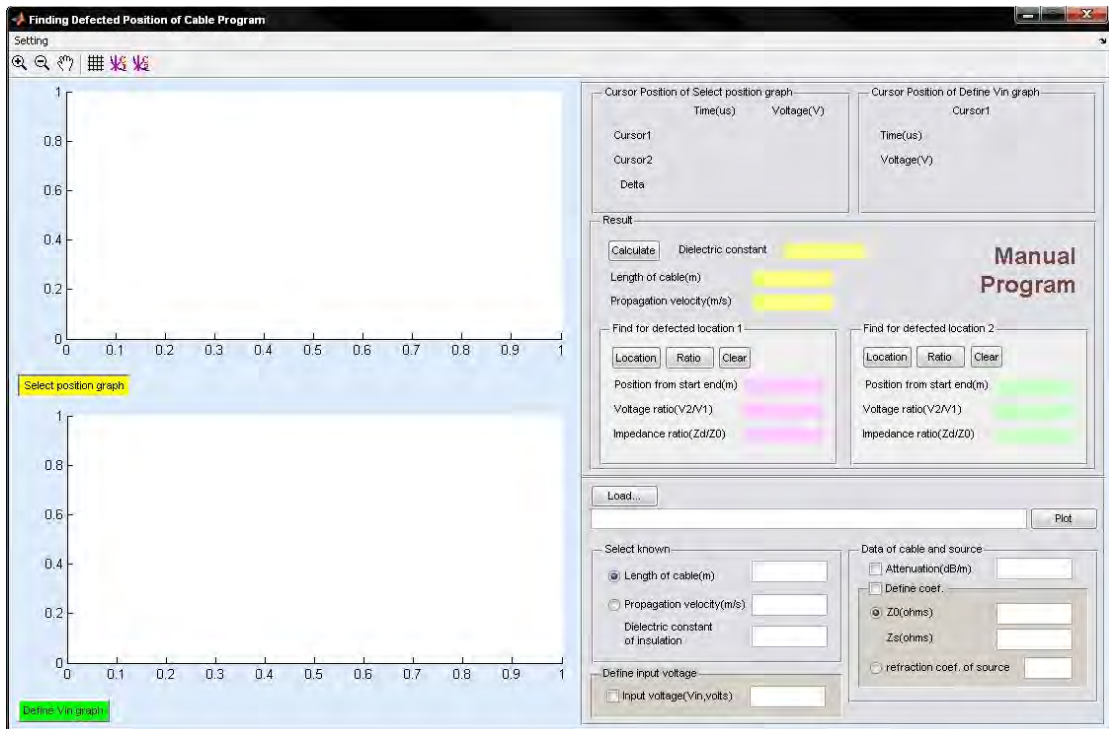 Finding Defected Position of Cable Program
Setting
1
0.8
0.6
0.4
0.2
0
0 0.1 0.2 0.3 0.4 0.5 0.6 0.7 0.8 0.9 1
Select position graph
1
0.8
0.6
0.4
0.2
0
0 0.1 0.2 0.3 0.4 0.5 0.6 0.7 0.8 0.9 1
Define Vin graph
Cursor Position of Select position graph
Time(us) Voltage(V)
Cursor1
Cursor2
Delta
Cursor Position of Define Vin graph
Cursor1
Time(us)
Voltage(V)
Result
Calculate Dielectric constant
Length of cable(m)
Propagation velocity(m/s)
Manual
Program
Find for defected location 1
Location Ratio Clear
Position from start end(m)
Voltage ratio(V2/V1)
Impedance ratio(Zd/Z0)
Find for defected location 2
Location Ratio Clear
Position from start end(m)
Voltage ratio(V2/V1)
Impedance ratio(Zd/Z0)
Load...
Plot
Select known
Length of cable(m)
Propagation velocity(m/s)
Dielectric constant
of insulation
Define input voltage
Input voltage(Vin,volts)
Data of cable and source
Attenuation(dB/m)
Define coef.
Z0(ohms)
Zs(ohms)
refraction coef. of source